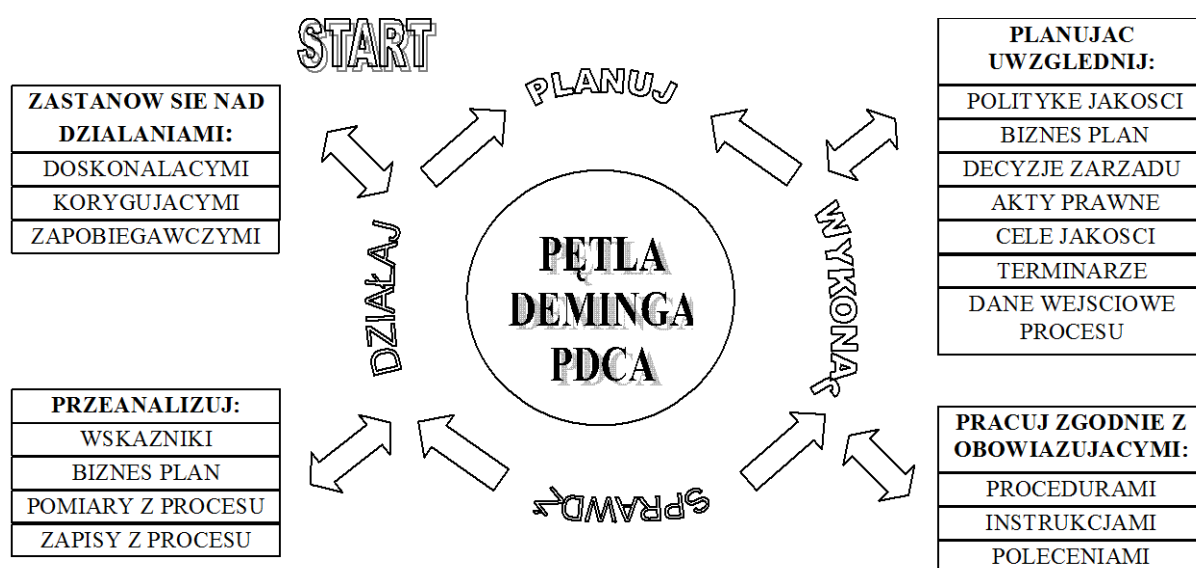 START
PLANUJ
ZASTANOW SIE NAD
DZIALANIAMI:
DOSKONALACYMI
KORYGUJACYMI
ZAPOBIEGAWCZYMI
PLANUJAC
UWZGLEDNIJ:
POLITYKE JAKOSCI
BIZNES PLAN
DECYZJE ZARZADU
AKTY PRAWNE
CELE JAKOSCI
TERMINARZE
DANE WEJSCIOWE
PROCESU
DZIAŁAJ
PĘTLA
DEMINGA
PDCA
WYKONAJ
PRZEANALIZUJ:
WSKAZNIKI
BIZNES PLAN
POMIARY Z PROCESU
ZAPISY Z PROCESU
SPRAWDŹ
PRACUJ ZGODNIE Z
OBOWIAZUJACYMI:
PROCEDURAMI
INSTRUKCJAMI
POLECENIAMI